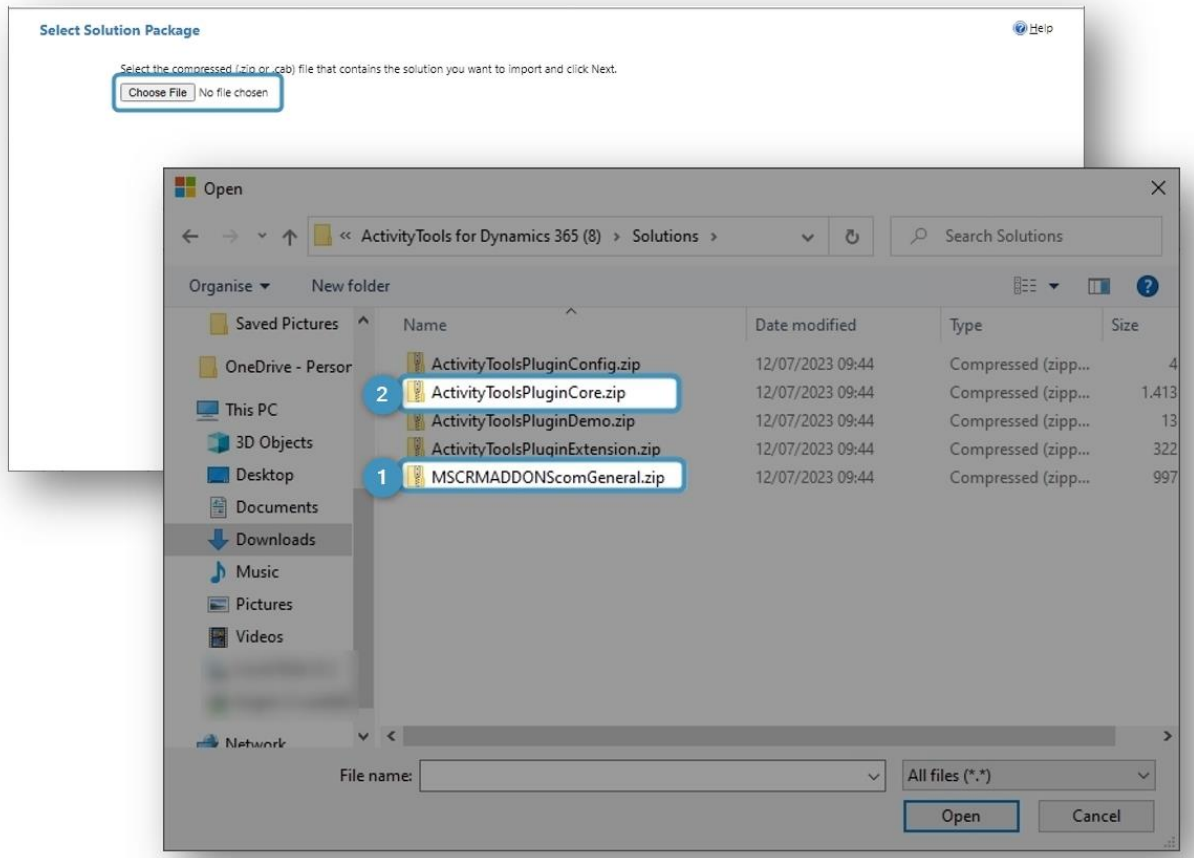 Select Solution Package
Help
Select the compressed (.zip or .cab) file that contains the solution you want to import and click Next.
Choose File No file chosen
Open
« ActivityTools for Dynamics 365 (8) > Solutions >
Search Solutions
Organise New folder
Name Date modified Type Size
Saved Pictures
OneDrive - Person
This PC
3D Objects
Desktop
Documents
Downloads
Music
Pictures
Videos
Network
ActivityToolsPluginConfig.zip 12/07/2023 09:44 Compressed (zipp... 4
2 ActivityToolsPluginCore.zip 12/07/2023 09:44 Compressed (zipp... 1.413
ActivityToolsPluginDemo.zip 12/07/2023 09:44 Compressed (zipp... 13
ActivityToolsPluginExtension.zip 12/07/2023 09:44 Compressed (zipp... 322
1 MSCRMADDONScomGeneral.zip 12/07/2023 09:44 Compressed (zipp... 997
File name: All files (*.*)
Open Cancel